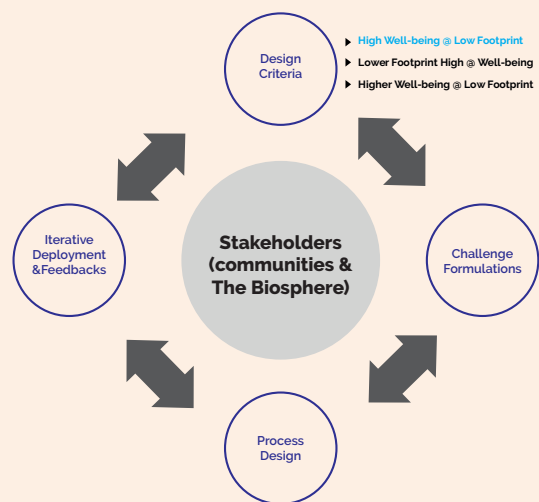 Design
Criteria
High Well-being @ Low Footprint
Lower Footprint High @ Well-being
Higher Well-being @ Low Footprint
Iterative
Deployment
&Feedbacks
Stakeholders
(communities &
The Biosphere)
Challenge
Formulations
Process
Design